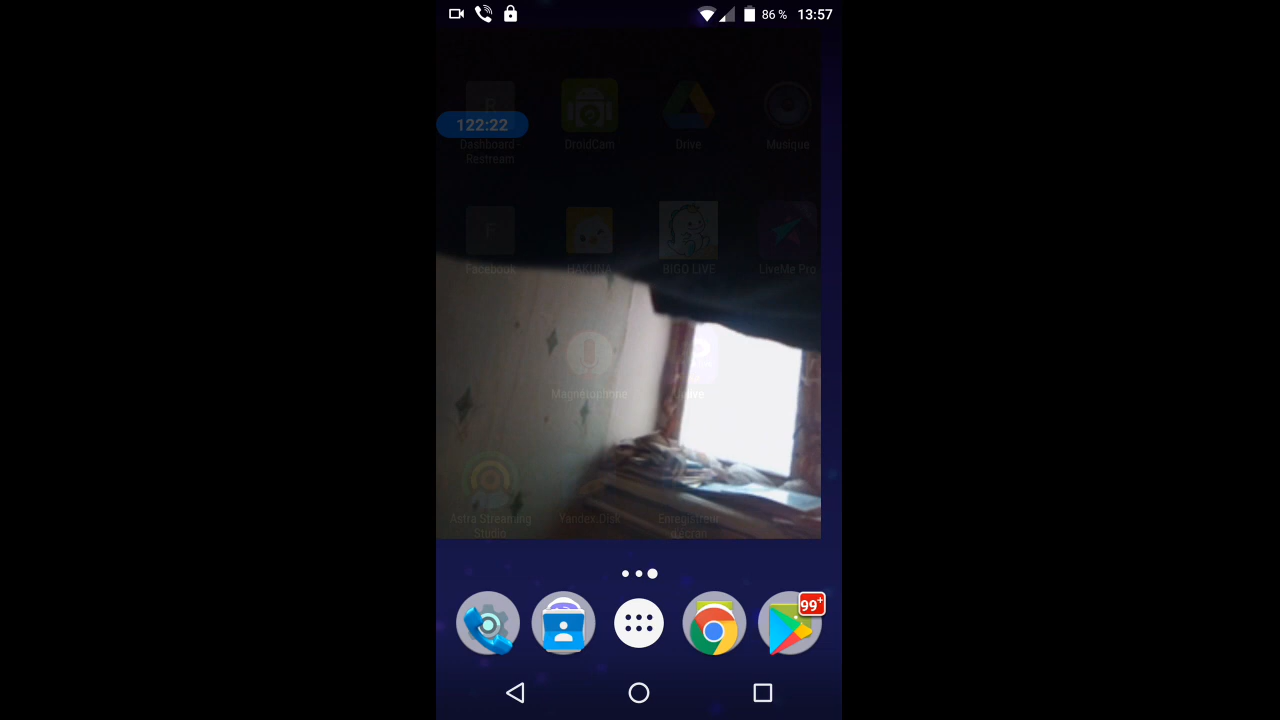 86 % 13:57
R
122:22
Dashboard - Restream
DroidCam
Drive
Musique
F
Facebook
HAKUNA
BIGO LIVE
LiveMe Pro
Magnétophone
Astra Streaming Studio
Yandex.Disk
Enregistreur d'écran
99+